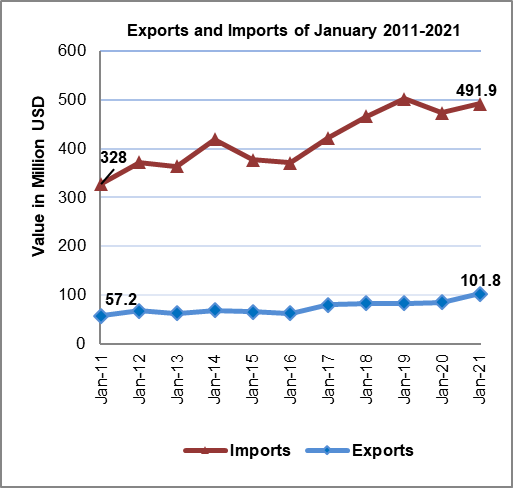 Exports and Imports of January 2011-2021
Value in Million USD
600
500
400
300
200
100
0
491.9
328
57.2
101.8
Jan-11
Jan-12
Jan-13
Jan-14
Jan-15
Jan-16
Jan-17
Jan-18
Jan-19
Jan-20
Jan-21
Imports
Exports